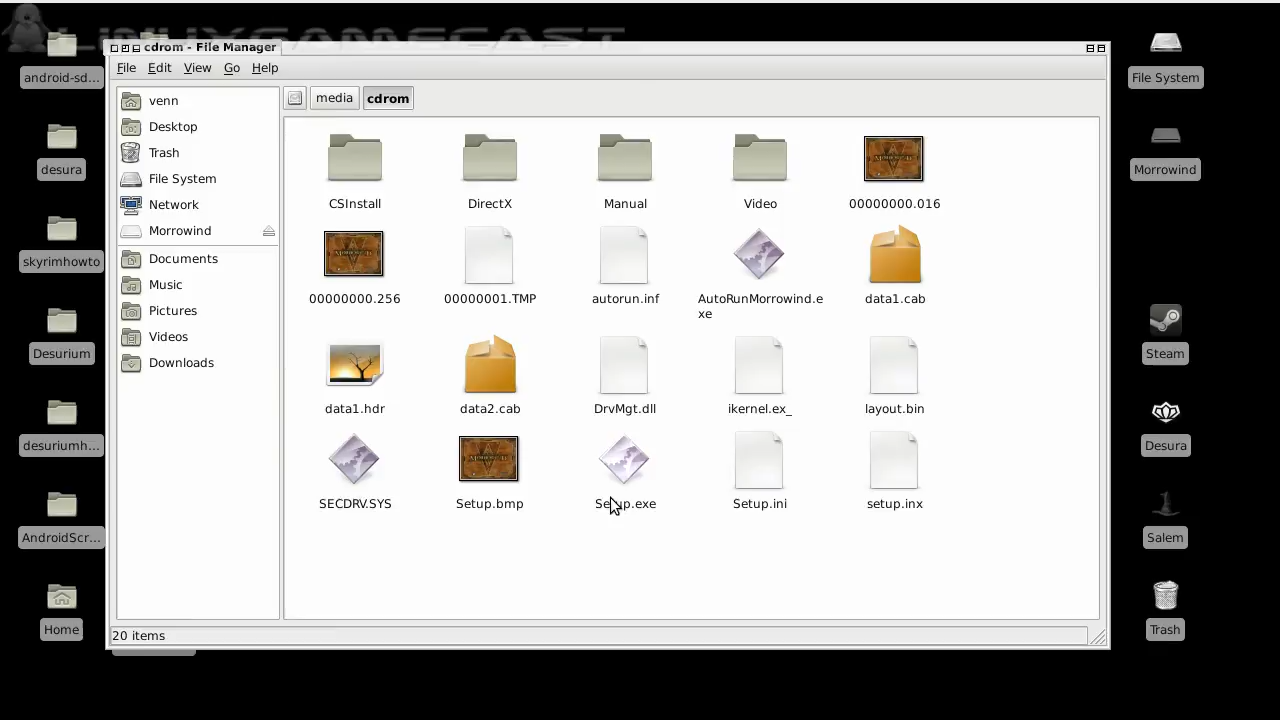 LINUXGAMECAST
cdrom - File Manager
File Edit View Go Help
media cdrom
venn
Desktop
Trash
File System
Network
Morrowind
Documents
Music
Pictures
Videos
Downloads
CSInstall DirectX Manual Video 00000000.016
00000000.256 00000001.TMP autorun.inf AutoRunMorrowind.e
xe data1.cab
data1.hdr data2.cab DrvMgt.dll ikernel.ex_ layout.bin
SECDRV.SYS Setup.bmp Setup.exe Setup.ini setup.inx
20 items
android-sd...
desura
skyrimhowto
Desurium
desuriumh...
AndroidScr...
Home
File System
Morrowind
Steam
Desura
Salem
Trash